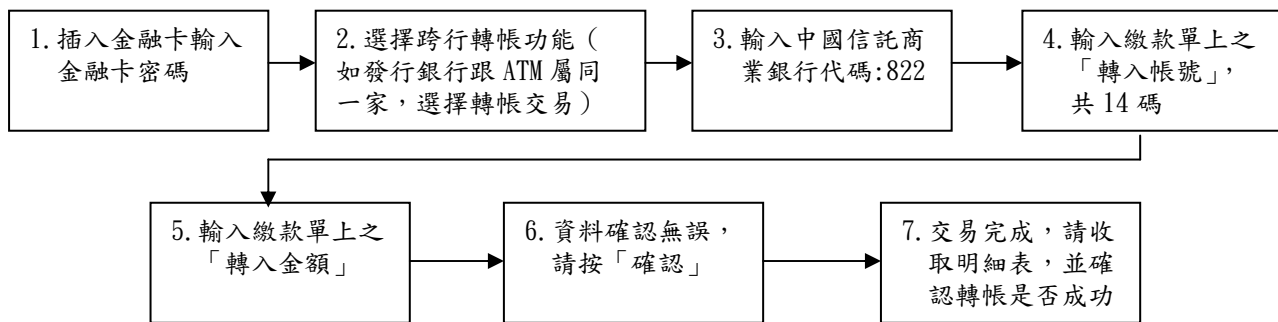 1.插入金融卡輸入
金融卡密碼
2.選擇跨行轉帳功能(
如發行銀行跟 ATM 屬同
一家，選擇轉帳交易)
3.輸入中國信託商
業銀行代碼:822
4.輸入繳款單上之
「轉入帳號」，
共 14 碼
5.輸入繳款單上之
「轉入金額」
6.資料確認無誤，
請按「確認」
7.交易完成，請收
取明細表，並確
認轉帳是否成功